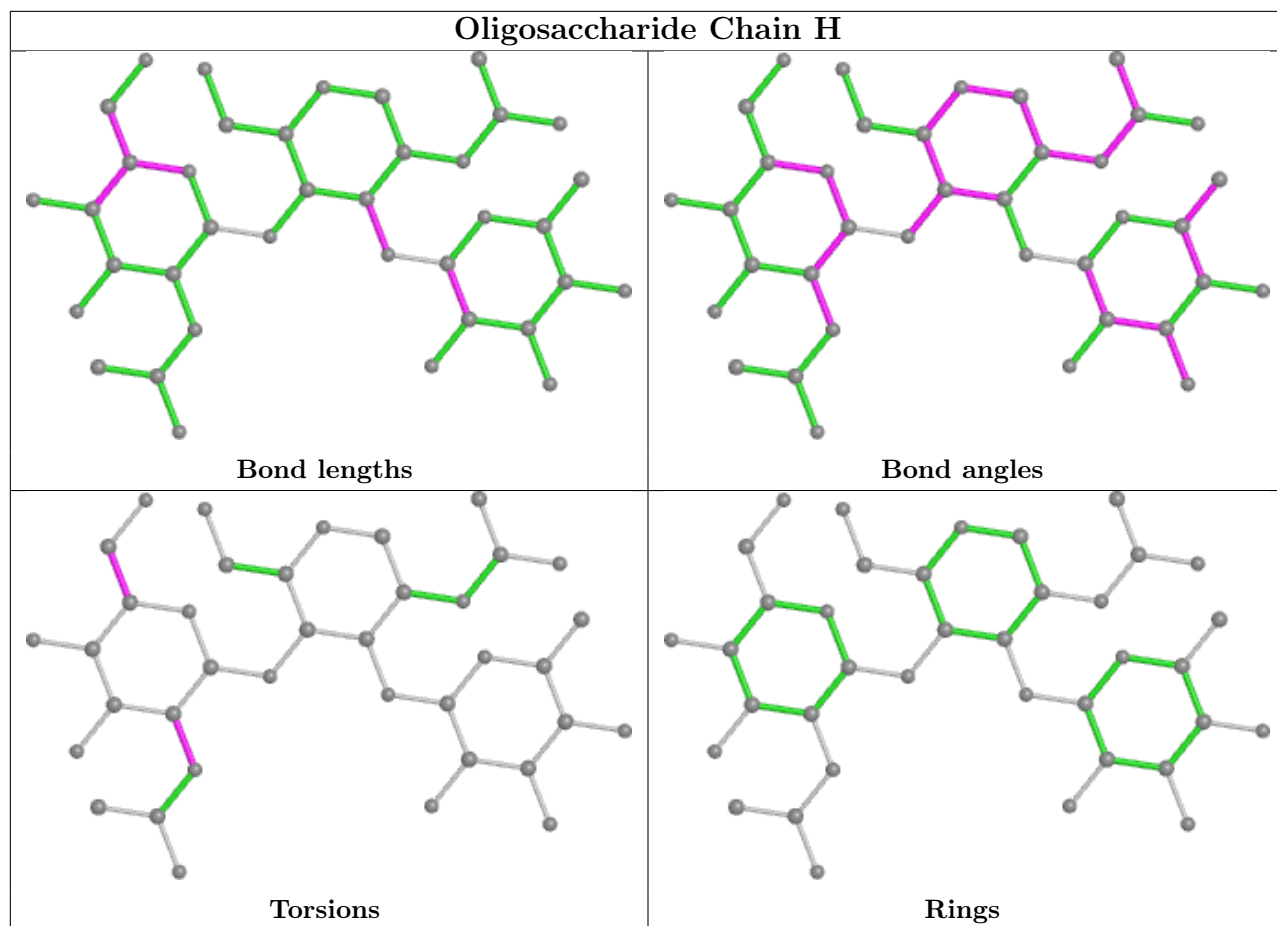 Oligosaccharide Chain H
Bond lengths
Bond angles
Torsions
Rings